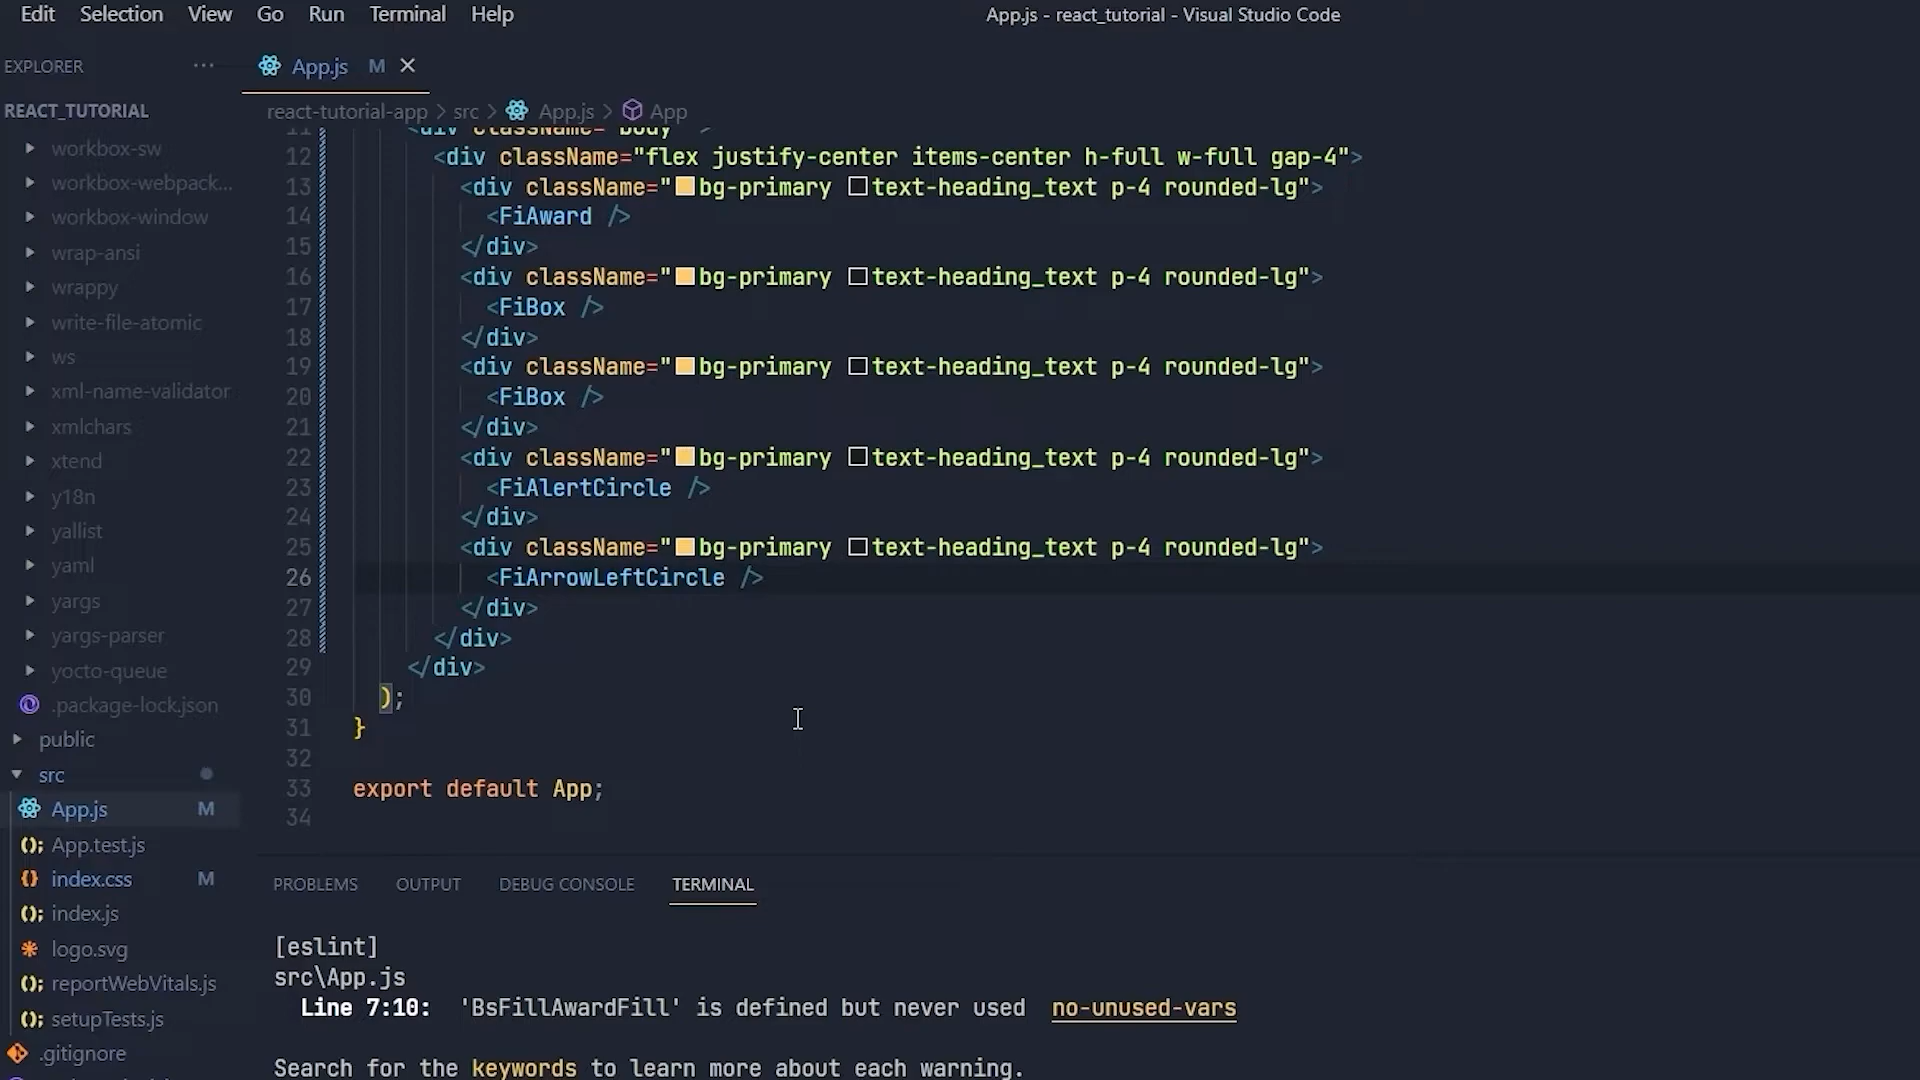 Edit Selection View Go Run Terminal Help
App.js - react_tutorial - Visual Studio Code
EXPLORER ···
App.js M
REACT_TUTORIAL
react-tutorial-app > src > App.js > App
workbox-sw
workbox-webpack...
workbox-window
wrap-ansi
wrappy
write-file-atomic
ws
xml-name-validator
xmlchars
xtend
y18n
yallist
yaml
yargs
yargs-parser
yocto-queue
.package-lock.json
public
src
App.js M
App.test.js
index.css M
index.js
logo.svg
reportWebVitals.js
setupTests.js
.gitignore
11 <div className="body">
12 <div className="flex justify-center items-center h-full w-full gap-4">
13 <div className="bg-primary text-heading_text p-4 rounded-lg">
14 <FiAward />
15 </div>
16 <div className="bg-primary text-heading_text p-4 rounded-lg">
17 <FiBox />
18 </div>
19 <div className="bg-primary text-heading_text p-4 rounded-lg">
20 <FiBox />
21 </div>
22 <div className="bg-primary text-heading_text p-4 rounded-lg">
23 <FiAlertCircle />
24 </div>
25 <div className="bg-primary text-heading_text p-4 rounded-lg">
26 <FiArrowLeftCircle />
27 </div>
28 </div>
29 </div>
30 );
31 }
32
33 export default App;
34
PROBLEMS OUTPUT DEBUG CONSOLE TERMINAL
[eslint]
src\App.js
Line 7:10: 'BsFillAwardFill' is defined but never used no-unused-vars
Search for the keywords to learn more about each warning.